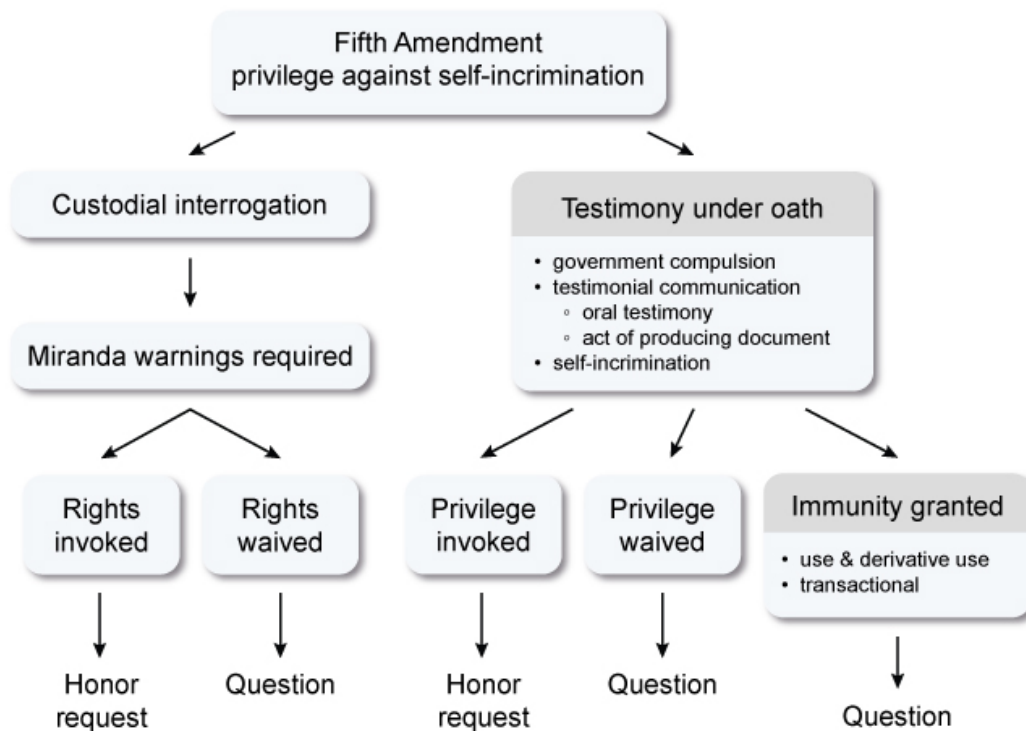 Fifth Amendment
privilege against self-incrimination
Custodial interrogation
Miranda warnings required
Rights
invoked
Honor
request
Rights
waived
Question
Testimony under oath
• government compulsion
• testimonial communication
◦ oral testimony
◦ act of producing document
• self-incrimination
Privilege
invoked
Honor
request
Privilege
waived
Question
Immunity granted
• use & derivative use
• transactional
Question